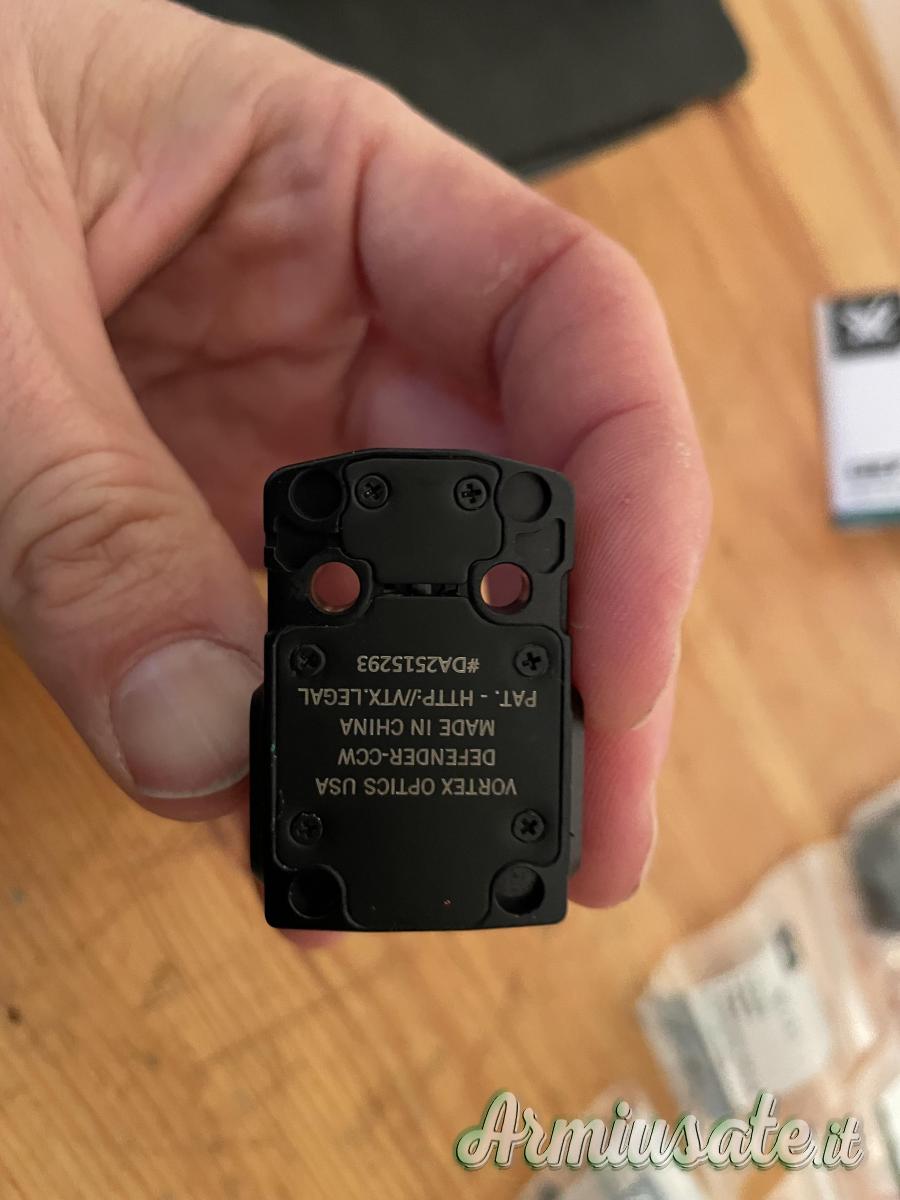 VORTEX OPTICS USA
DEFENDER-CCW
MADE IN CHINA
PAT. - HTTP://VTX.LEGAL
#DA2515293
Armiusate.it